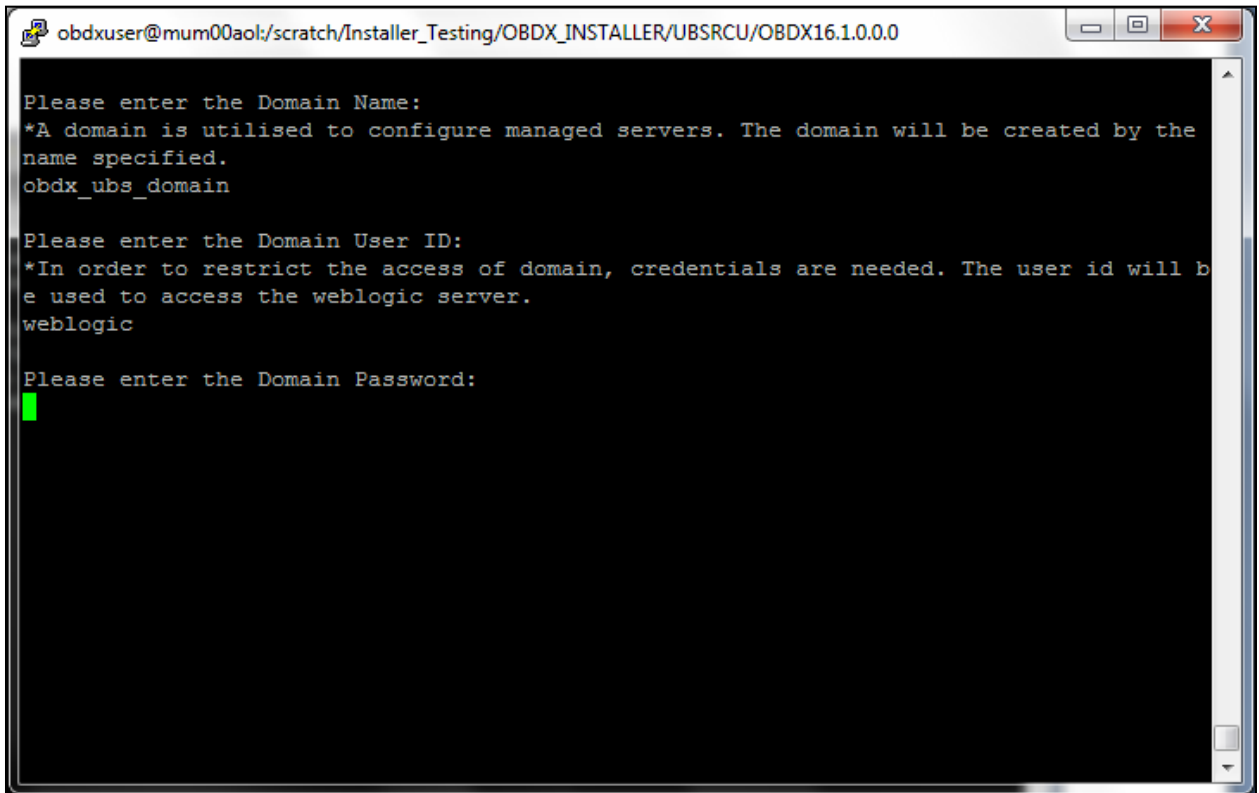 obdxuser@mum00aol:/scratch/Installer_Testing/OBDX_INSTALLER/UBSRCU/OBDX16.1.0.0.0
Please enter the Domain Name:
*A domain is utilised to configure managed servers. The domain will be created by the
name specified.
obdx_ubs_domain
Please enter the Domain User ID:
*In order to restrict the access of domain, credentials are needed. The user id will b
e used to access the weblogic server.
weblogic
Please enter the Domain Password: